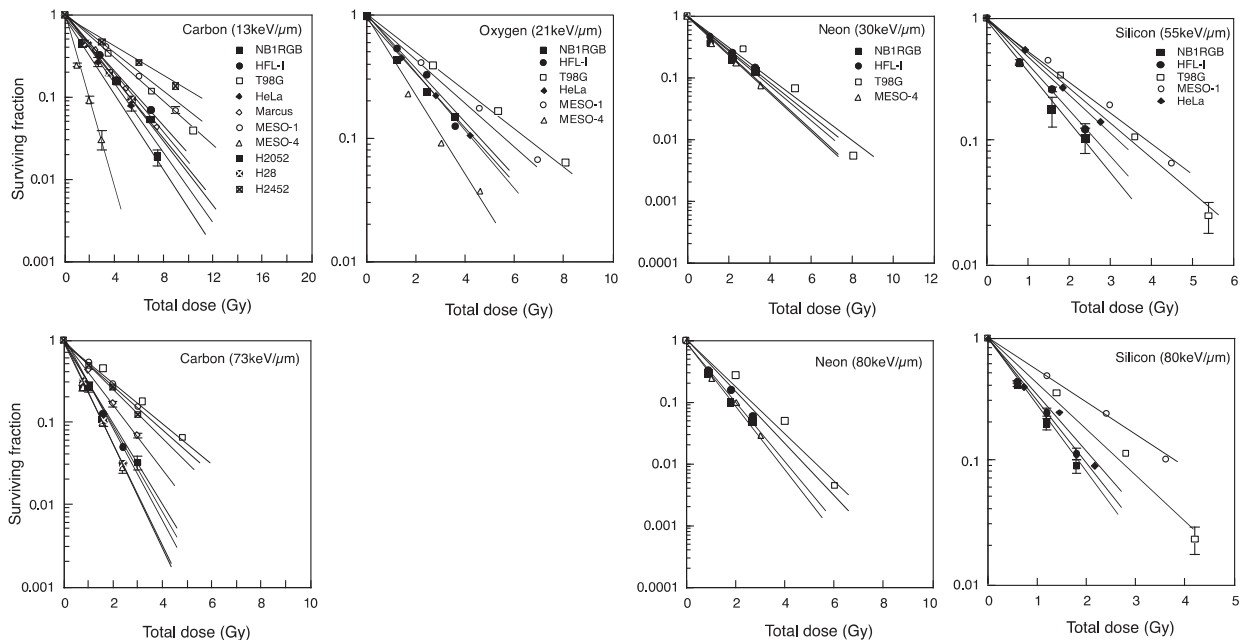 Carbon (13keV/µm)
NB1RGB
HFL-I
T98G
HeLa
Marcus
MESO-1
MESO-4
H2052
H28
H2452
Surviving fraction
1
0.1
0.01
0.001
0 4 8 12 16 20
Total dose (Gy)
Oxygen (21keV/µm)
NB1RGB
HFL-I
T98G
HeLa
MESO-1
MESO-4
1
0.1
0.01
0 2 4 6 8 10
Total dose (Gy)
Neon (30keV/µm)
NB1RGB
HFL-I
T98G
MESO-4
1
0.1
0.01
0.001
0.0001
0 2 4 6 8 10 12
Total dose (Gy)
Silicon (55keV/µm)
NB1RGB
HFL-I
T98G
MESO-1
HeLa
1
0.1
0.01
0 1 2 3 4 5 6
Total dose (Gy)
Carbon (73keV/µm)
Surviving fraction
1
0.1
0.01
0.001
0 2 4 6 8 10
Total dose (Gy)
Neon (80keV/µm)
1
0.1
0.01
0.001
0.0001
0 2 4 6 8 10
Total dose (Gy)
Silicon (80keV/µm)
1
0.1
0.01
0 1 2 3 4 5
Total dose (Gy)